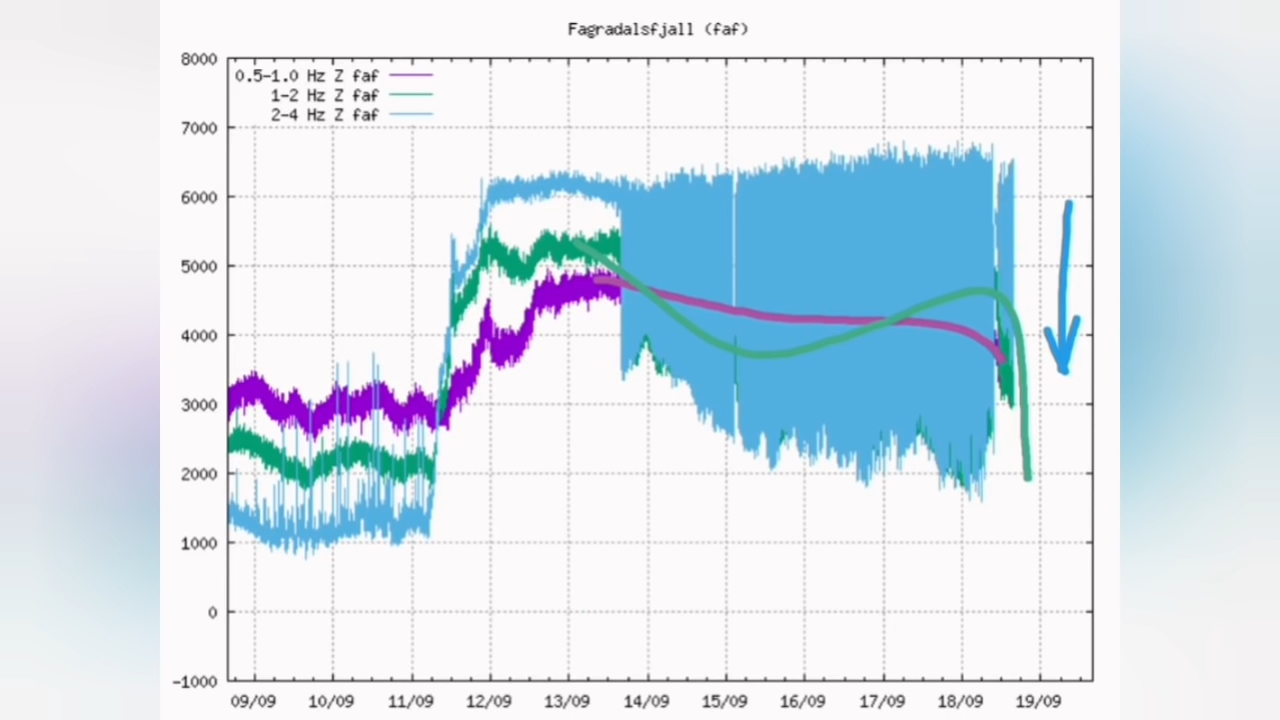 Fagradalsfjall (faf)
8000
0.5-1.0 Hz Z faf
1-2 Hz Z faf
2-4 Hz Z faf
7000
6000
5000
4000
3000
2000
1000
0
-1000
09/09 10/09 11/09 12/09 13/09 14/09 15/09 16/09 17/09 18/09 19/09